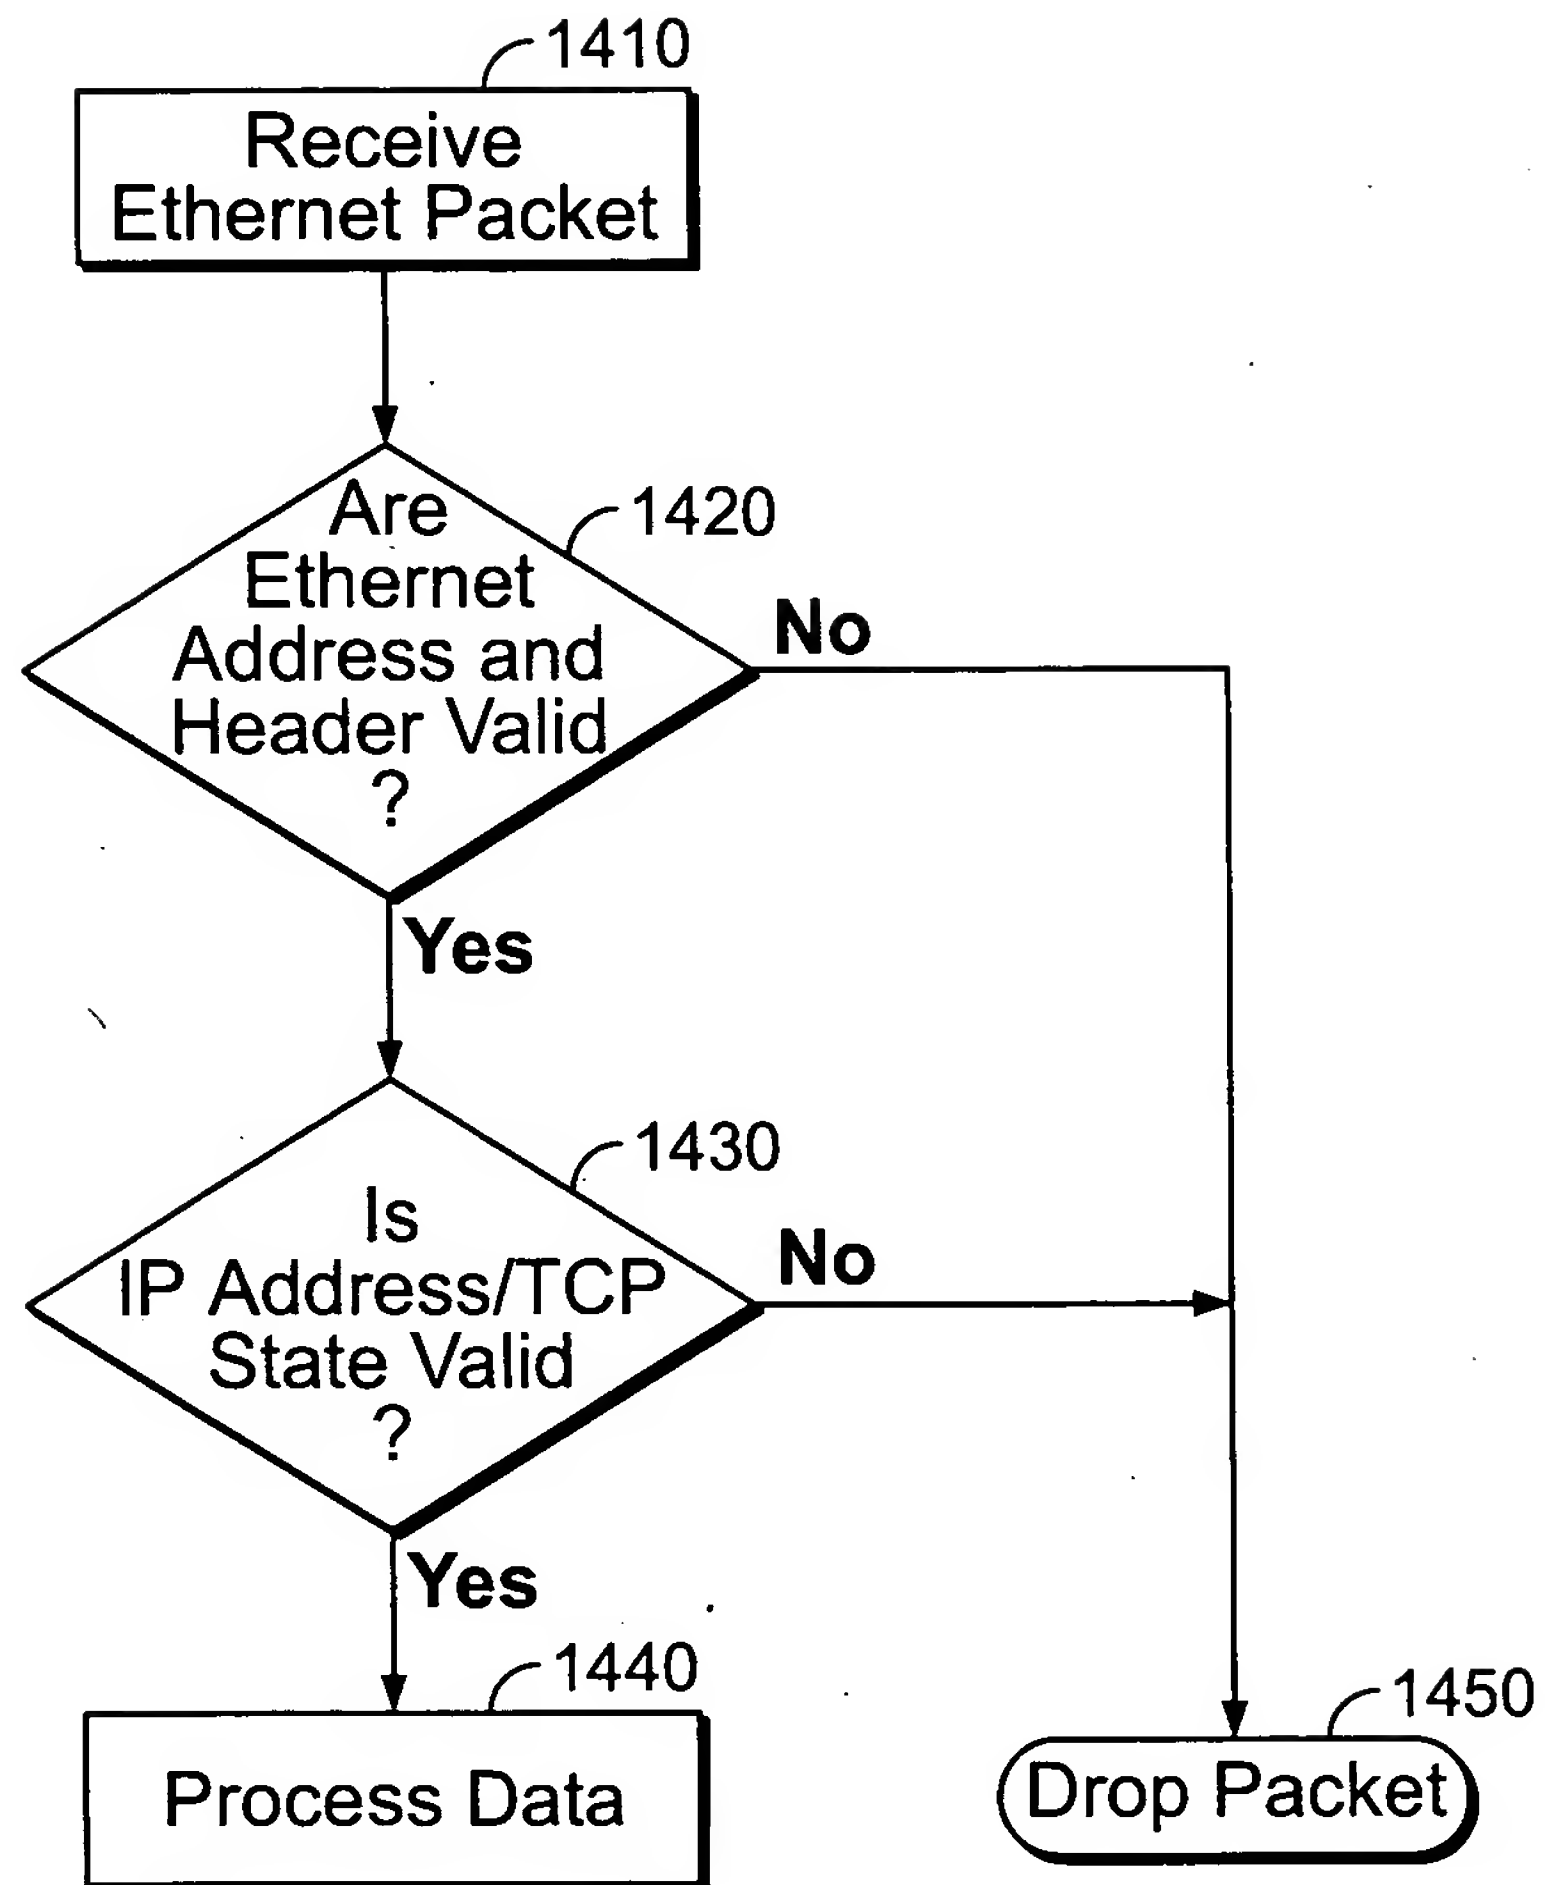 1410
Receive
Ethernet Packet
1420
Are
Ethernet
Address and
Header Valid
?
No
Yes
1430
Is
IP Address/TCP
State Valid
?
No
Yes
1440
Process Data
1450
Drop Packet